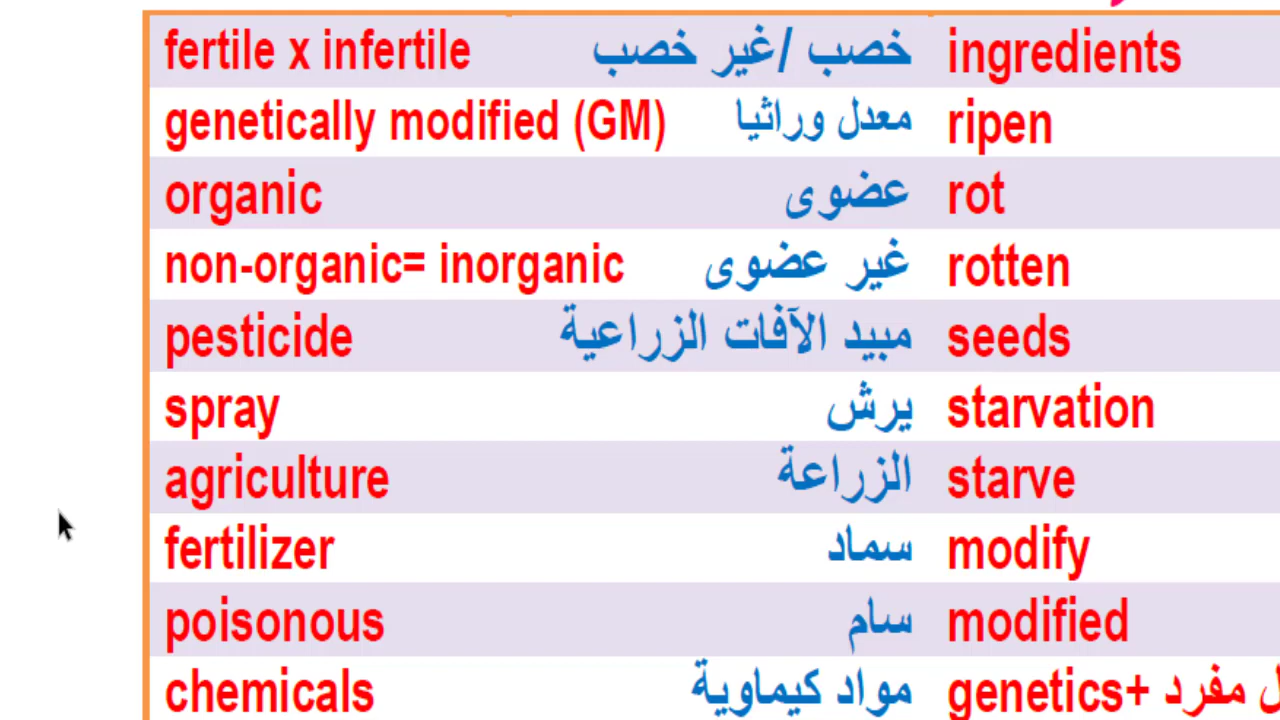 fertile x infertile خصب /غير خصب ingredients
genetically modified (GM) معدل وراثيا ripen
organic عضوى rot
non-organic= inorganic غير عضوى rotten
pesticide مبيد الآفات الزراعية seeds
spray يرش starvation
agriculture الزراعة starve
fertilizer سماد modify
poisonous سام modified
chemicals مواد كيماوية genetics+ مفرد